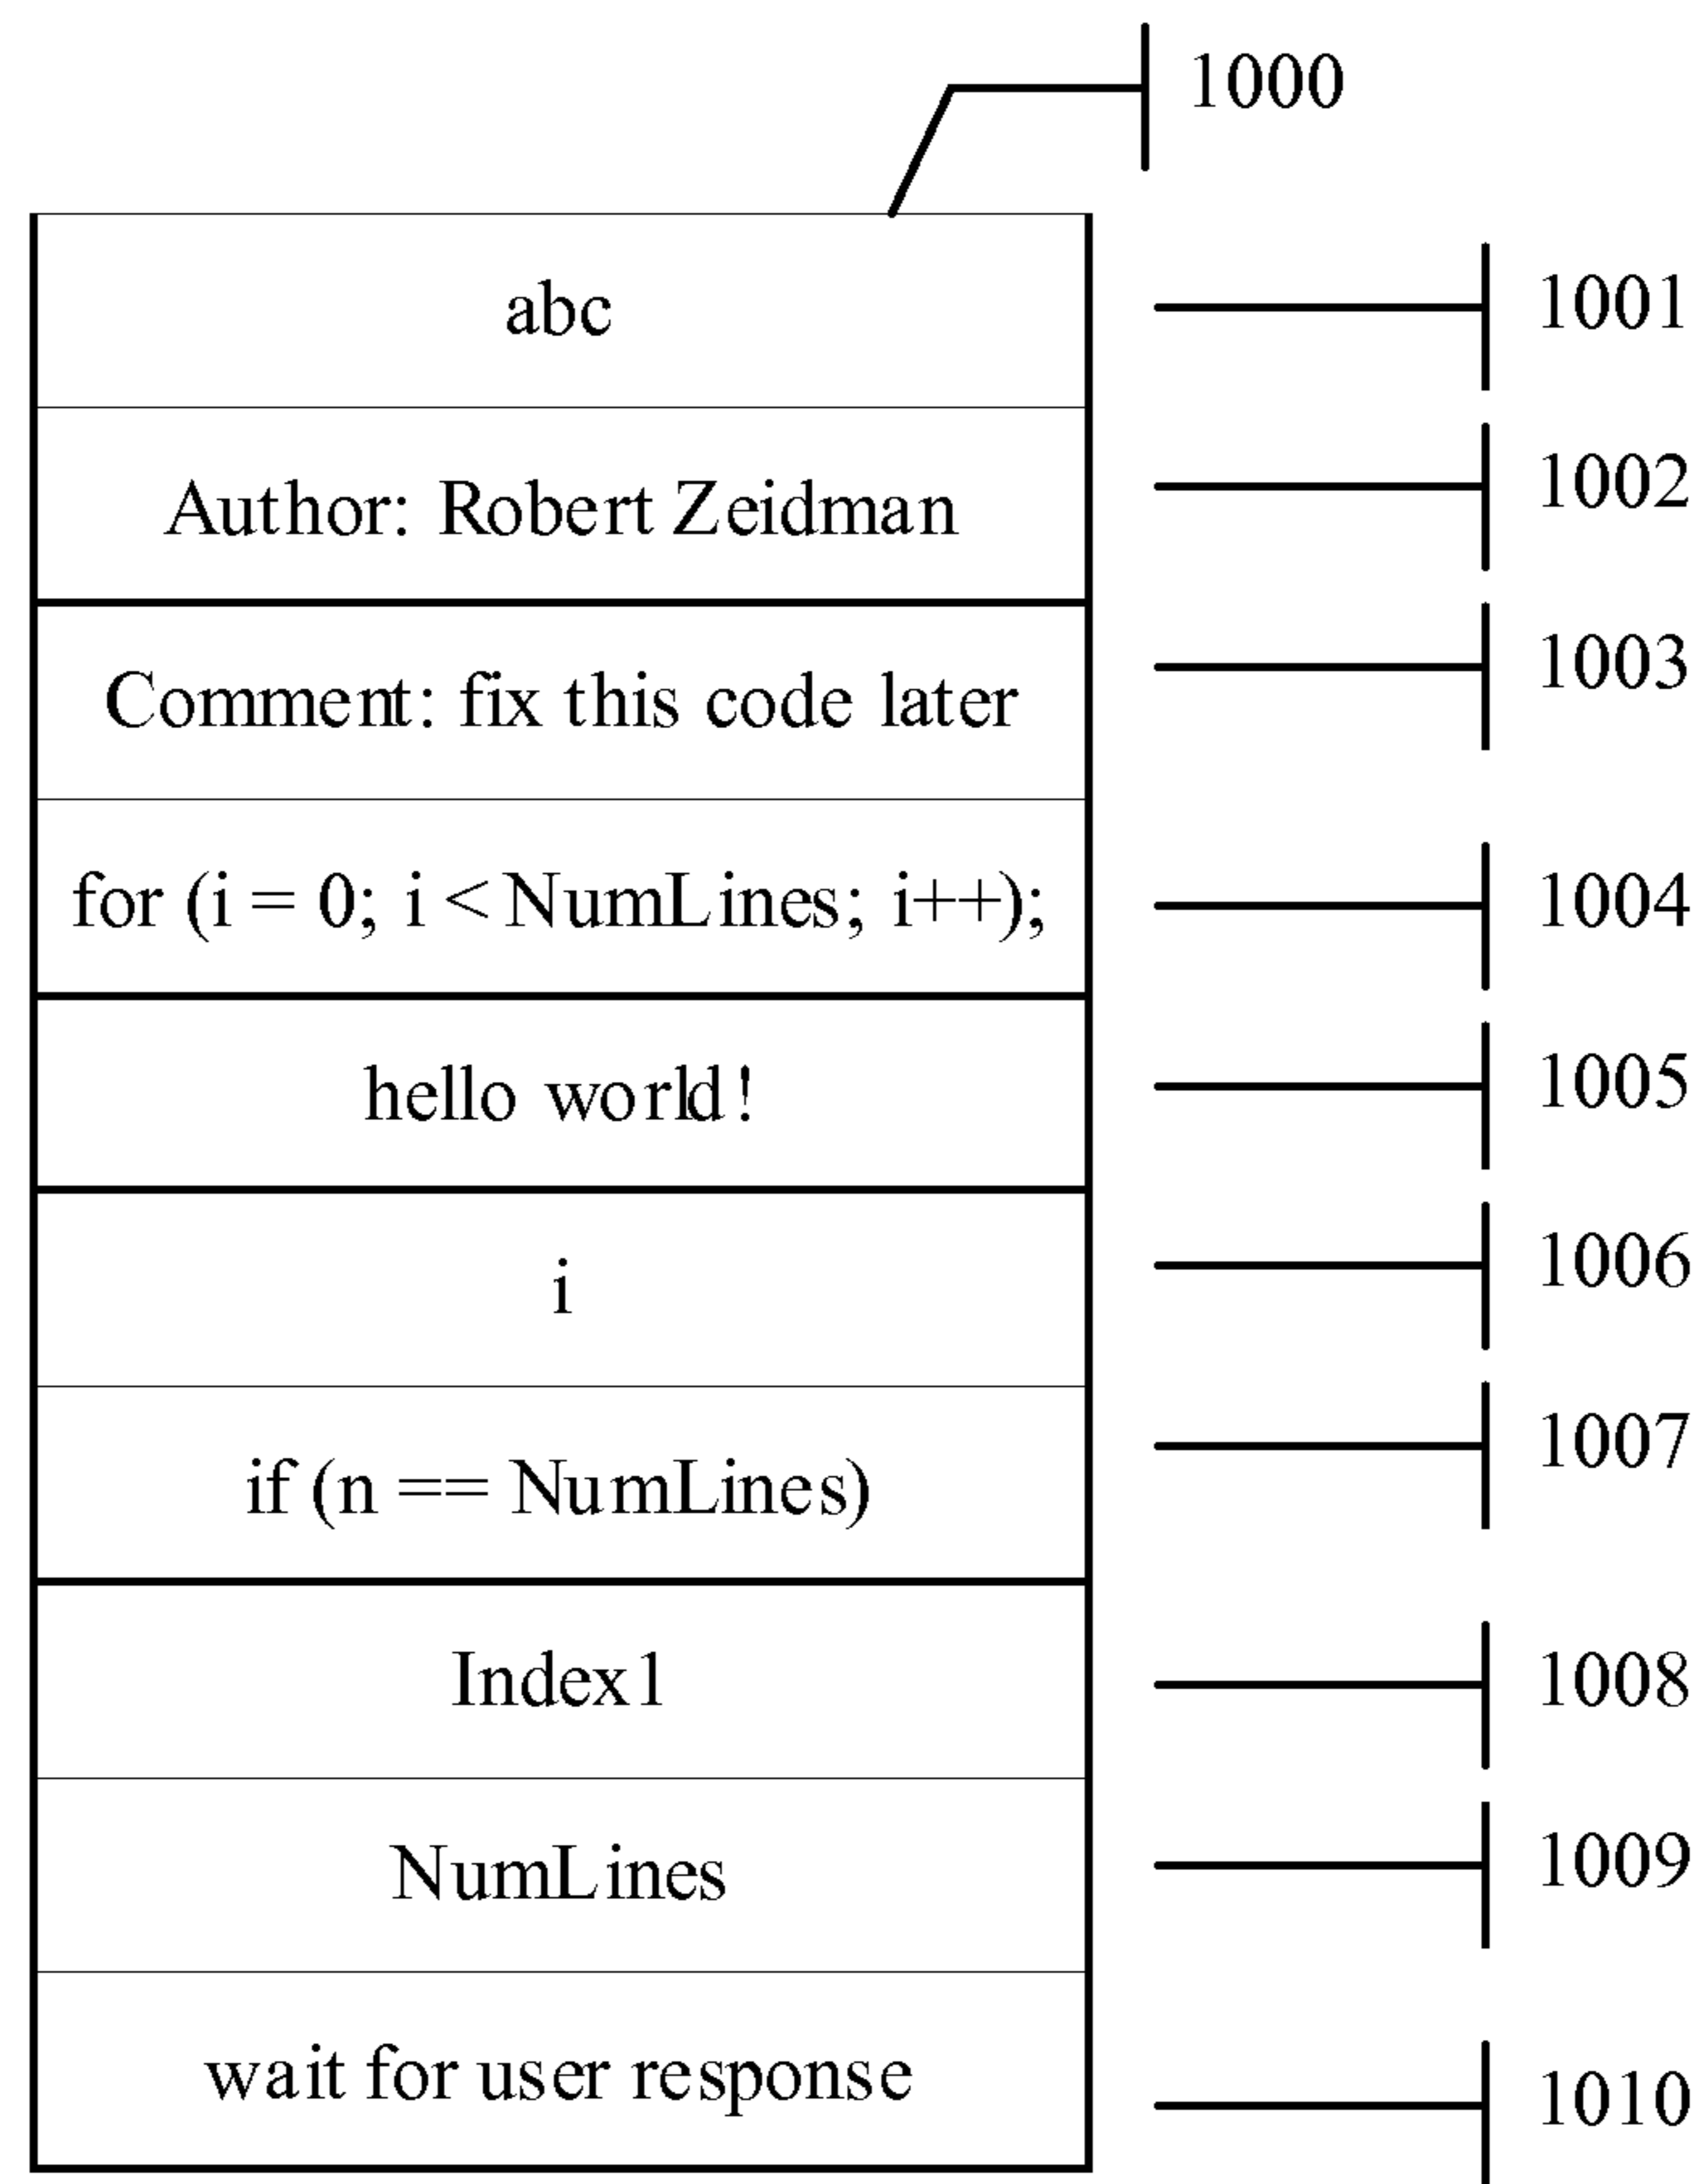 1000
abc 1001
Author: Robert Zeidman 1002
Comment: fix this code later 1003
for (i = 0; i < NumLines; i++); 1004
hello world! 1005
i 1006
if (n == NumLines) 1007
Index1 1008
NumLines 1009
wait for user response 1010